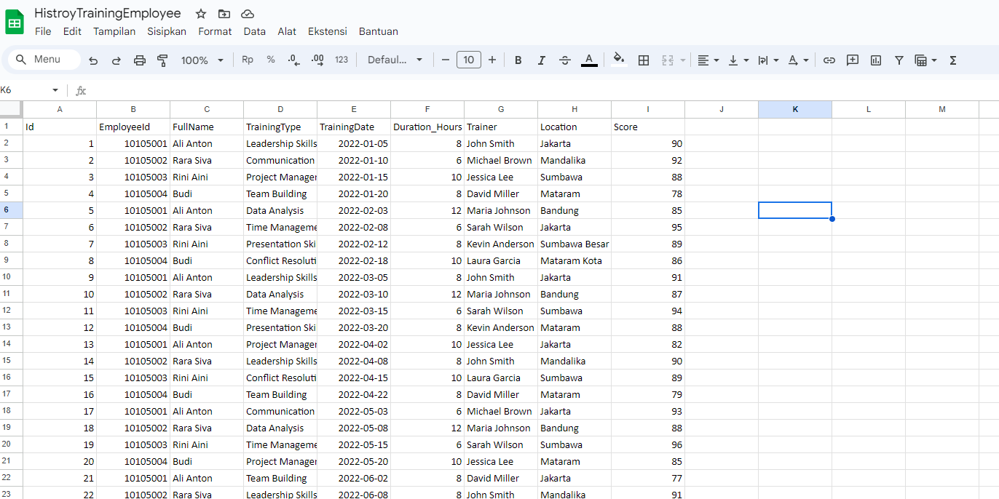 HistroyTrainingEmployee
File Edit Tampilan Sisipkan Format Data Alat Ekstensi Bantuan
Menu 100% Rp % .0 .00 123 Defaul... 10 B I A Σ
K6 fx
A B C D E F G H I J K L M
1 Id EmployeeId FullName TrainingType TrainingDate Duration_Hours Trainer Location Score
2 1 10105001 Ali Anton Leadership Skills 2022-01-05 8 John Smith Jakarta 90
3 2 10105002 Rara Siva Communication 2022-01-10 6 Michael Brown Mandalika 92
4 3 10105003 Rini Aini Project Manager 2022-01-15 10 Jessica Lee Sumbawa 88
5 4 10105004 Budi Team Building 2022-01-20 8 David Miller Mataram 78
6 5 10105001 Ali Anton Data Analysis 2022-02-03 12 Maria Johnson Bandung 85
7 6 10105002 Rara Siva Time Manageme 2022-02-08 6 Sarah Wilson Jakarta 95
8 7 10105003 Rini Aini Presentation Ski 2022-02-12 8 Kevin Anderson Sumbawa Besar 89
9 8 10105004 Budi Conflict Resoluti 2022-02-18 10 Laura Garcia Mataram Kota 86
10 9 10105001 Ali Anton Leadership Skills 2022-03-05 8 John Smith Jakarta 91
11 10 10105002 Rara Siva Data Analysis 2022-03-10 12 Maria Johnson Bandung 87
12 11 10105003 Rini Aini Time Manageme 2022-03-15 6 Sarah Wilson Sumbawa 94
13 12 10105004 Budi Presentation Ski 2022-03-20 8 Kevin Anderson Mataram 88
14 13 10105001 Ali Anton Project Manager 2022-04-02 10 Jessica Lee Jakarta 82
15 14 10105002 Rara Siva Leadership Skills 2022-04-08 8 John Smith Mandalika 90
16 15 10105003 Rini Aini Conflict Resoluti 2022-04-15 10 Laura Garcia Sumbawa 89
17 16 10105004 Budi Team Building 2022-04-22 8 David Miller Mataram 79
18 17 10105001 Ali Anton Communication 2022-05-03 6 Michael Brown Jakarta 93
19 18 10105002 Rara Siva Data Analysis 2022-05-08 12 Maria Johnson Bandung 88
20 19 10105003 Rini Aini Time Manageme 2022-05-15 6 Sarah Wilson Sumbawa 96
21 20 10105004 Budi Project Manager 2022-05-20 10 Jessica Lee Mataram 85
22 21 10105001 Ali Anton Team Building 2022-06-02 8 David Miller Jakarta 77
23 22 10105002 Rara Siva Leadership Skills 2022-06-08 8 John Smith Mandalika 91